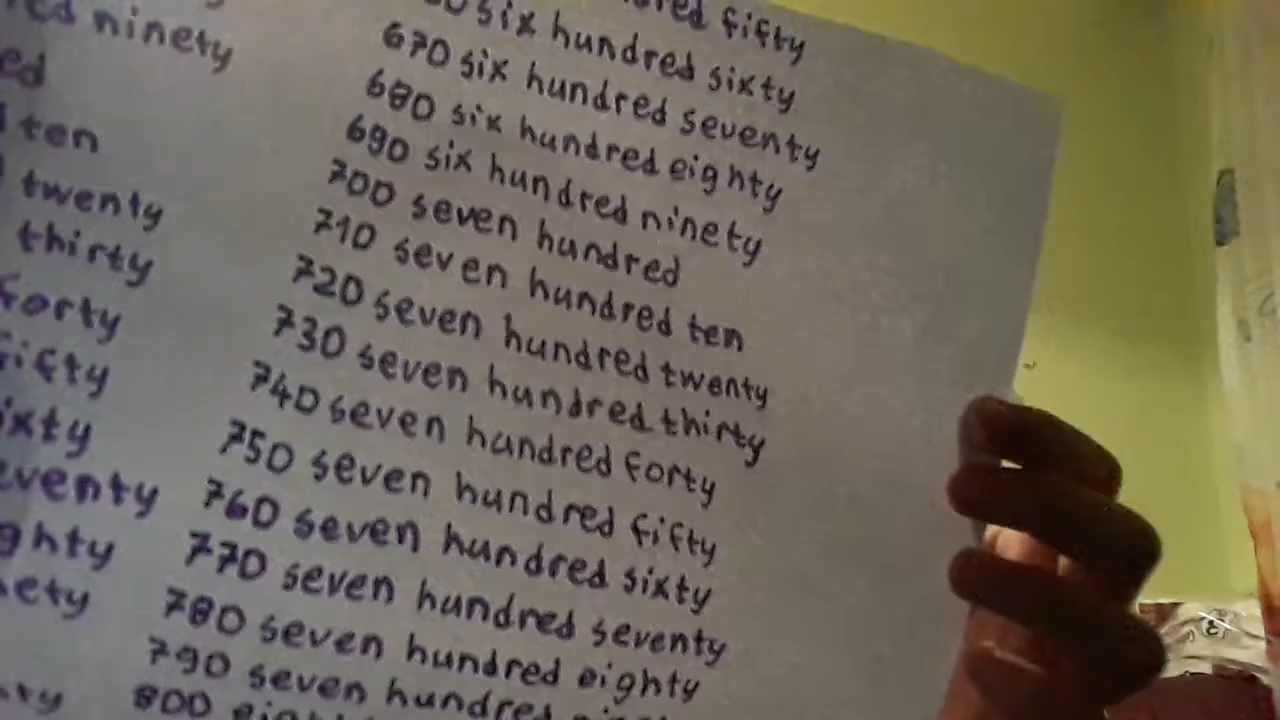 ninety
ten
twenty
thirty
forty
fifty
fifty
six hundred sixty
670 six hundred seventy
680 six hundred eighty
690 six hundred ninety
700 seven hundred
710 seven hundred ten
720 seven hundred twenty
730 seven hundred thirty
740 seven hundred forty
750 seven hundred fifty
760 seven hundred sixty
770 seven hundred seventy
780 seven hundred eighty
790 seven hundred
800